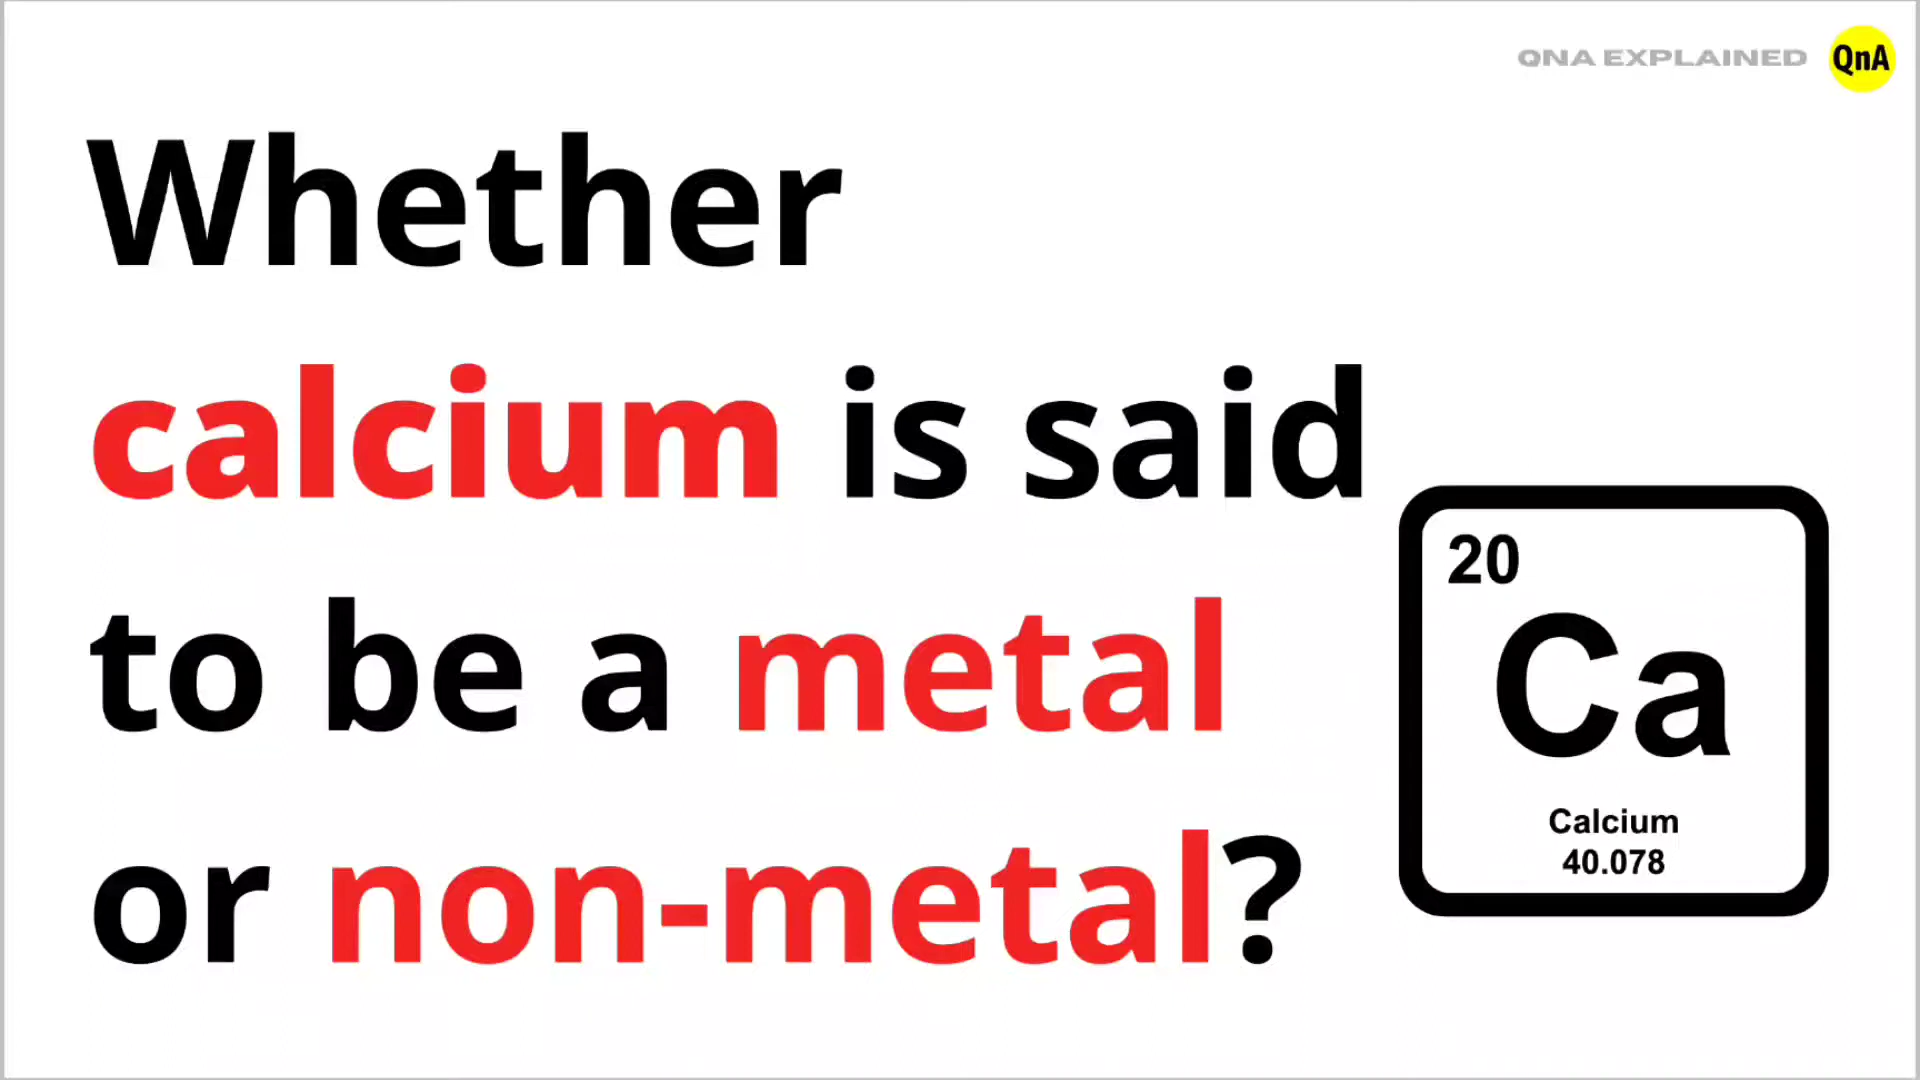 QNA EXPLAINED QnA
Whether
calcium is said
to be a metal
or non-metal?
20
Ca
Calcium
40.078